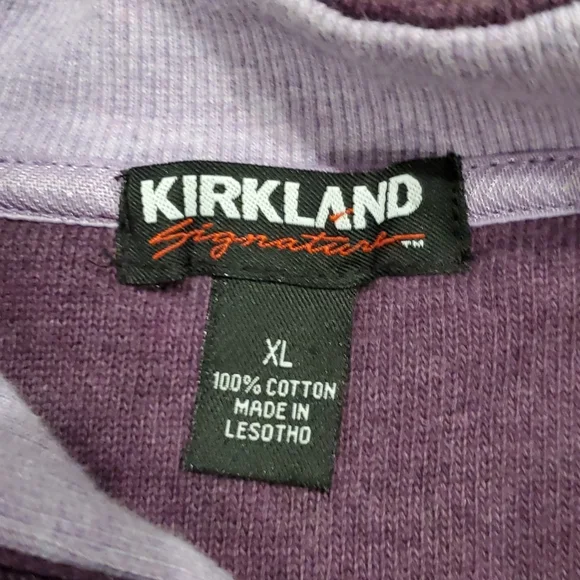 KIRKLAND
Signature™
XL
100% COTTON
MADE IN
LESOTHO